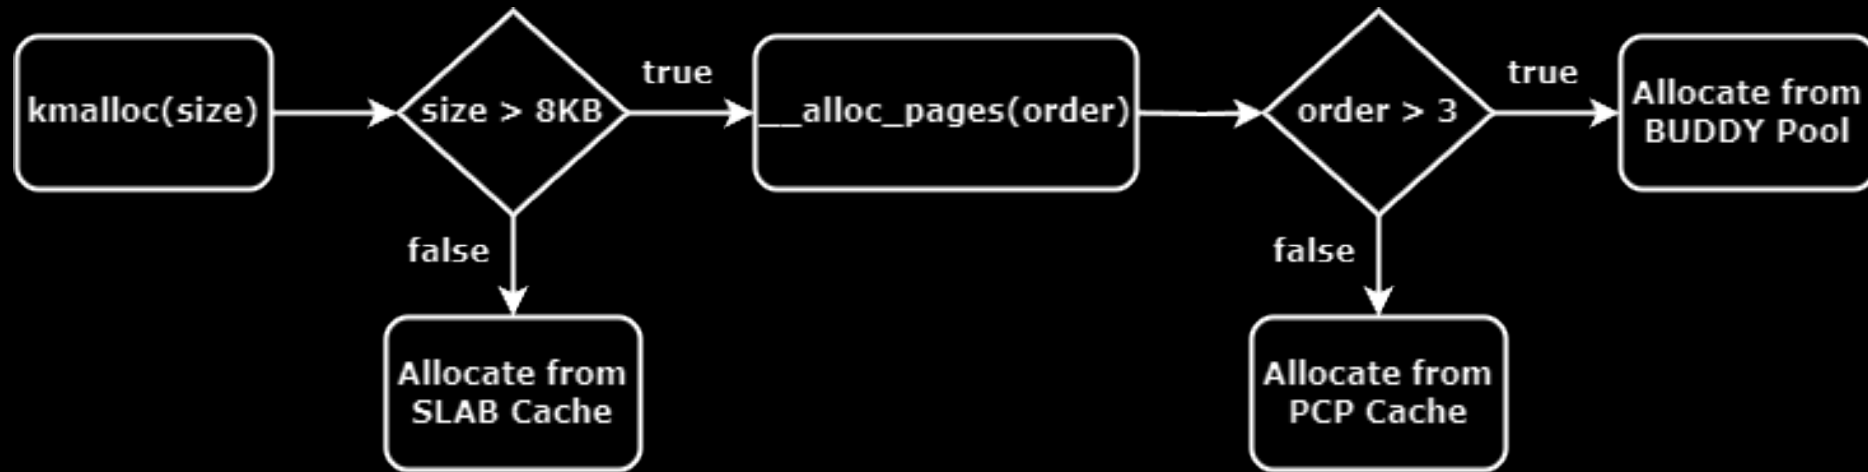 kmalloc(size)
size > 8KB
true
false
Allocate from
SLAB Cache
__alloc_pages(order)
order > 3
true
false
Allocate from
PCP Cache
Allocate from
BUDDY Pool